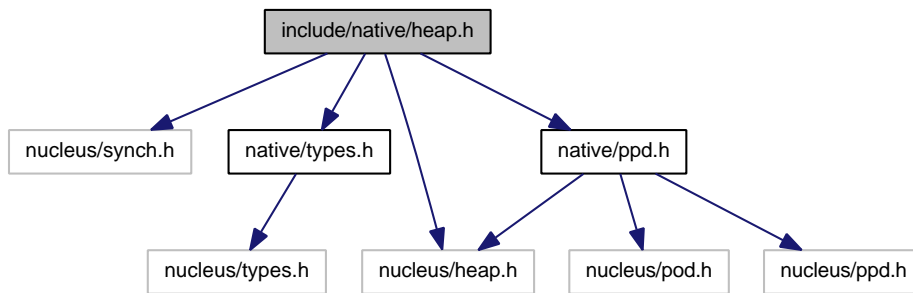 include/native/heap.h
nucleus/synch.h
native/types.h
native/ppd.h
nucleus/types.h
nucleus/heap.h
nucleus/pod.h
nucleus/ppd.h